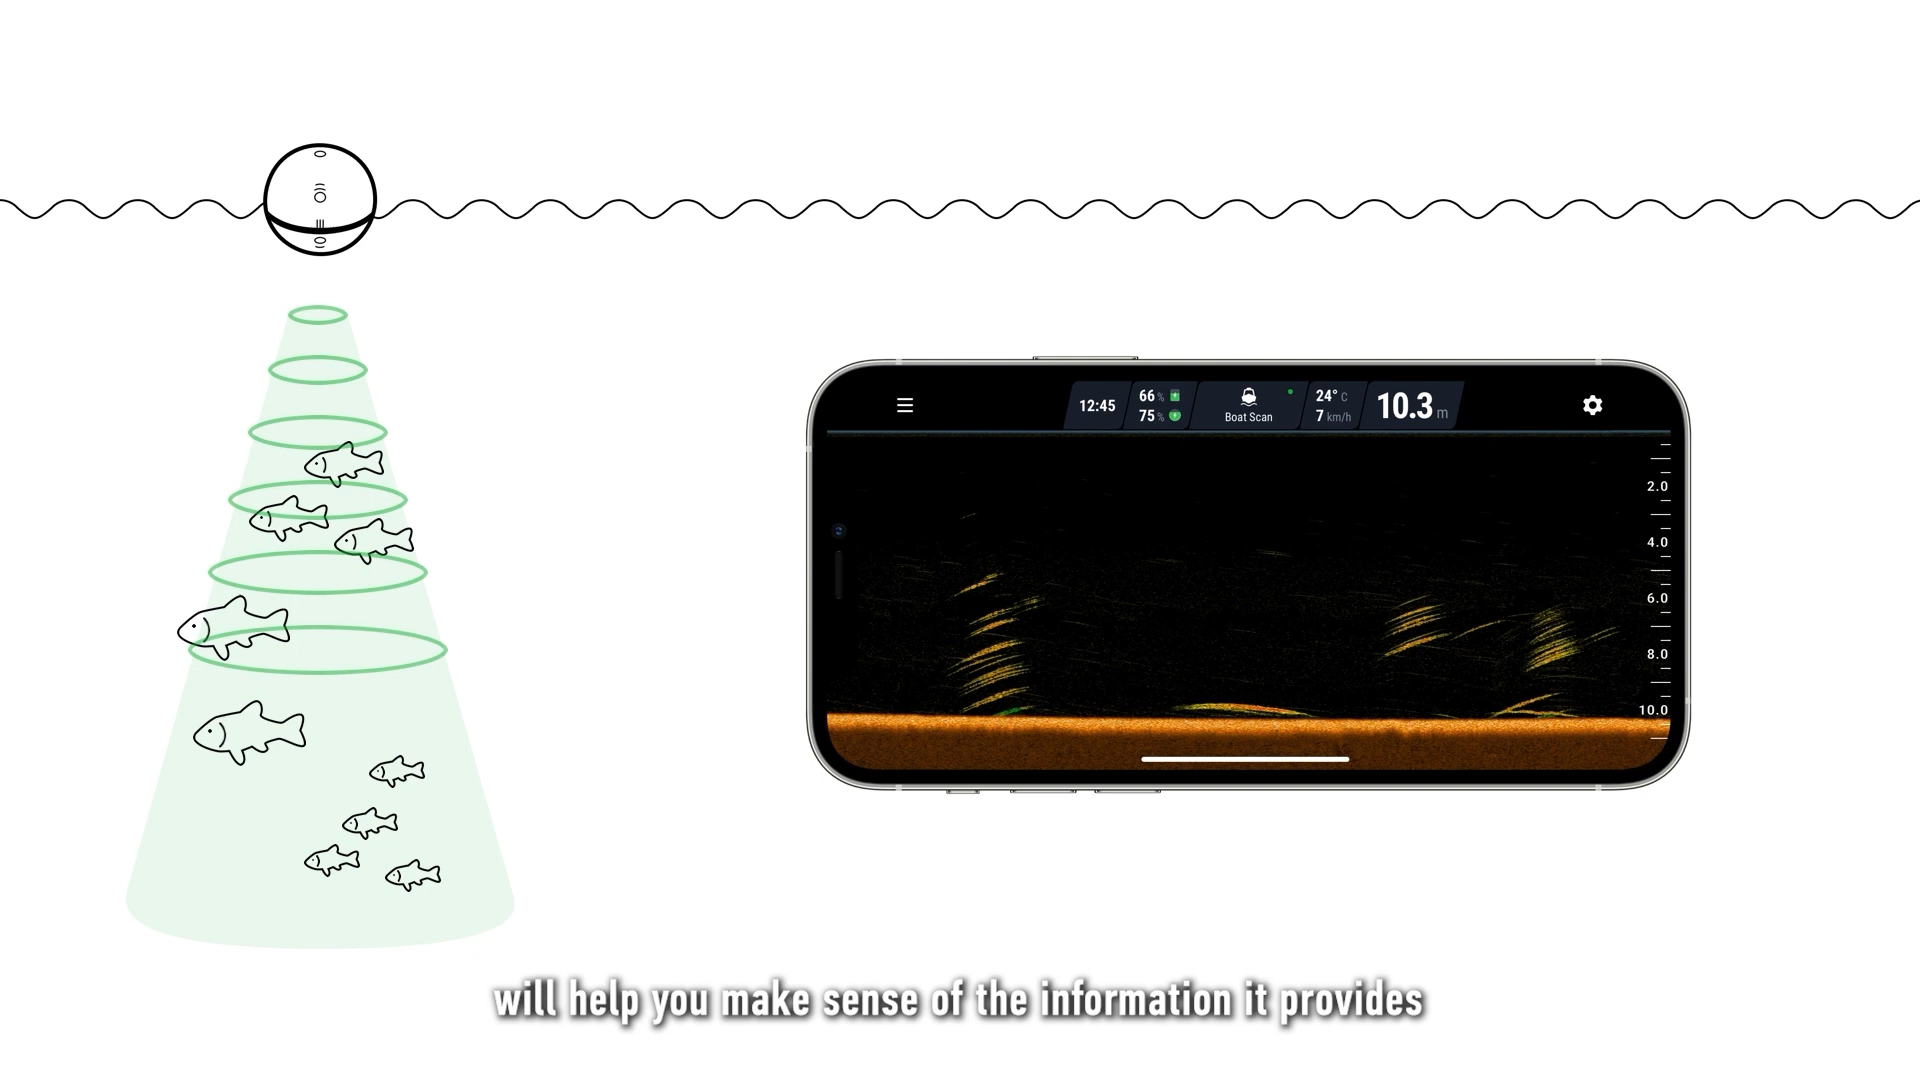 12:45
66 %
75 %
Boat Scan
24° C
7 km/h
10.3 m
2.0
4.0
6.0
8.0
10.0
will help you make sense of the information it provides